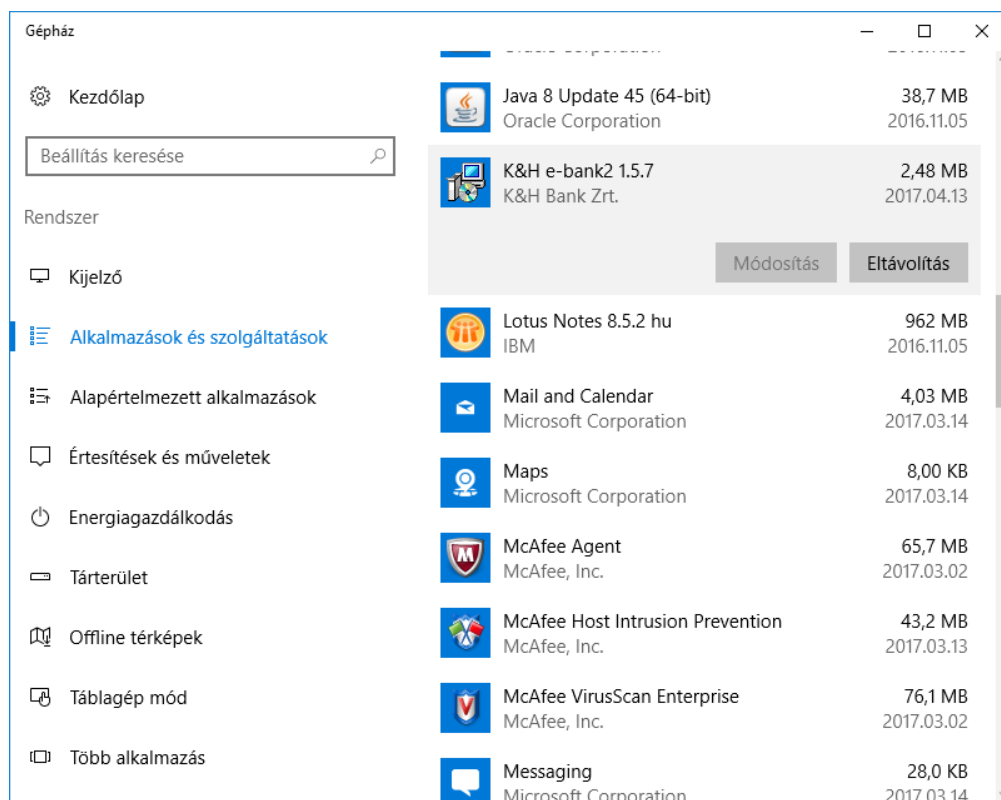 Gépház
Kezdőlap
Beállítás keresése
Rendszer
Kijelző
Alkalmazások és szolgáltatások
Alapértelmezett alkalmazások
Értesítések és műveletek
Energiagazdálkodás
Tárterület
Offline térképek
Táblagép mód
Több alkalmazás
Java 8 Update 45 (64-bit) 38,7 MB
Oracle Corporation 2016.11.05
K&H e-bank2 1.5.7 2,48 MB
K&H Bank Zrt. 2017.04.13
Módosítás Eltávolítás
Lotus Notes 8.5.2 hu 962 MB
IBM 2016.11.05
Mail and Calendar 4,03 MB
Microsoft Corporation 2017.03.14
Maps 8,00 KB
Microsoft Corporation 2017.03.14
McAfee Agent 65,7 MB
McAfee, Inc. 2017.03.02
McAfee Host Intrusion Prevention 43,2 MB
McAfee, Inc. 2017.03.13
McAfee VirusScan Enterprise 76,1 MB
McAfee, Inc. 2017.03.02
Messaging 28,0 KB
Microsoft Corporation 2017.03.14